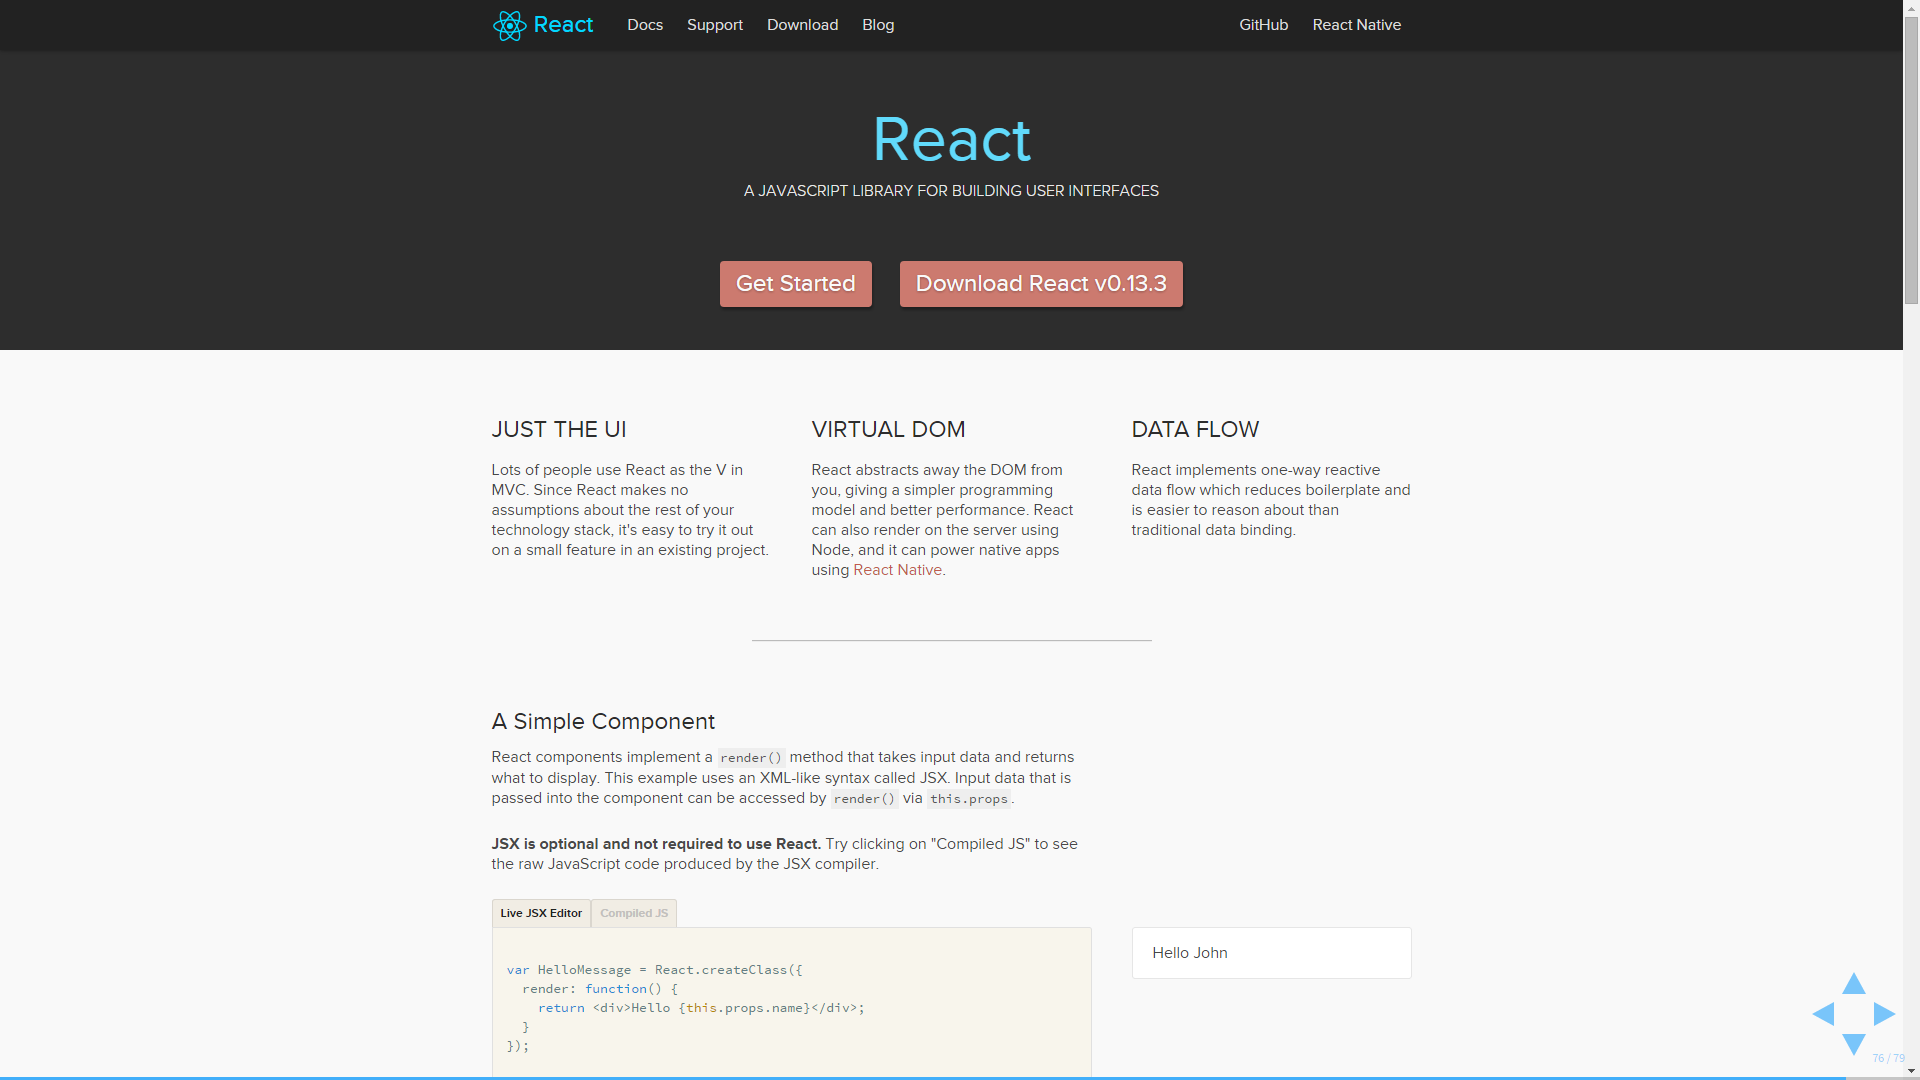 React Docs Support Download Blog GitHub React Native
React
A JAVASCRIPT LIBRARY FOR BUILDING USER INTERFACES
Get Started Download React v0.13.3
JUST THE UI
Lots of people use React as the V in
MVC. Since React makes no
assumptions about the rest of your
technology stack, it's easy to try it out
on a small feature in an existing project.
VIRTUAL DOM
React abstracts away the DOM from
you, giving a simpler programming
model and better performance. React
can also render on the server using
Node, and it can power native apps
using React Native.
DATA FLOW
React implements one-way reactive
data flow which reduces boilerplate and
is easier to reason about than
traditional data binding.
A Simple Component
React components implement a render() method that takes input data and returns
what to display. This example uses an XML-like syntax called JSX. Input data that is
passed into the component can be accessed by render() via this.props.
JSX is optional and not required to use React. Try clicking on "Compiled JS" to see
the raw JavaScript code produced by the JSX compiler.
Live JSX Editor Compiled JS
var HelloMessage = React.createClass({
  render: function() {
    return <div>Hello {this.props.name}</div>;
  }
});
Hello John
76 / 79